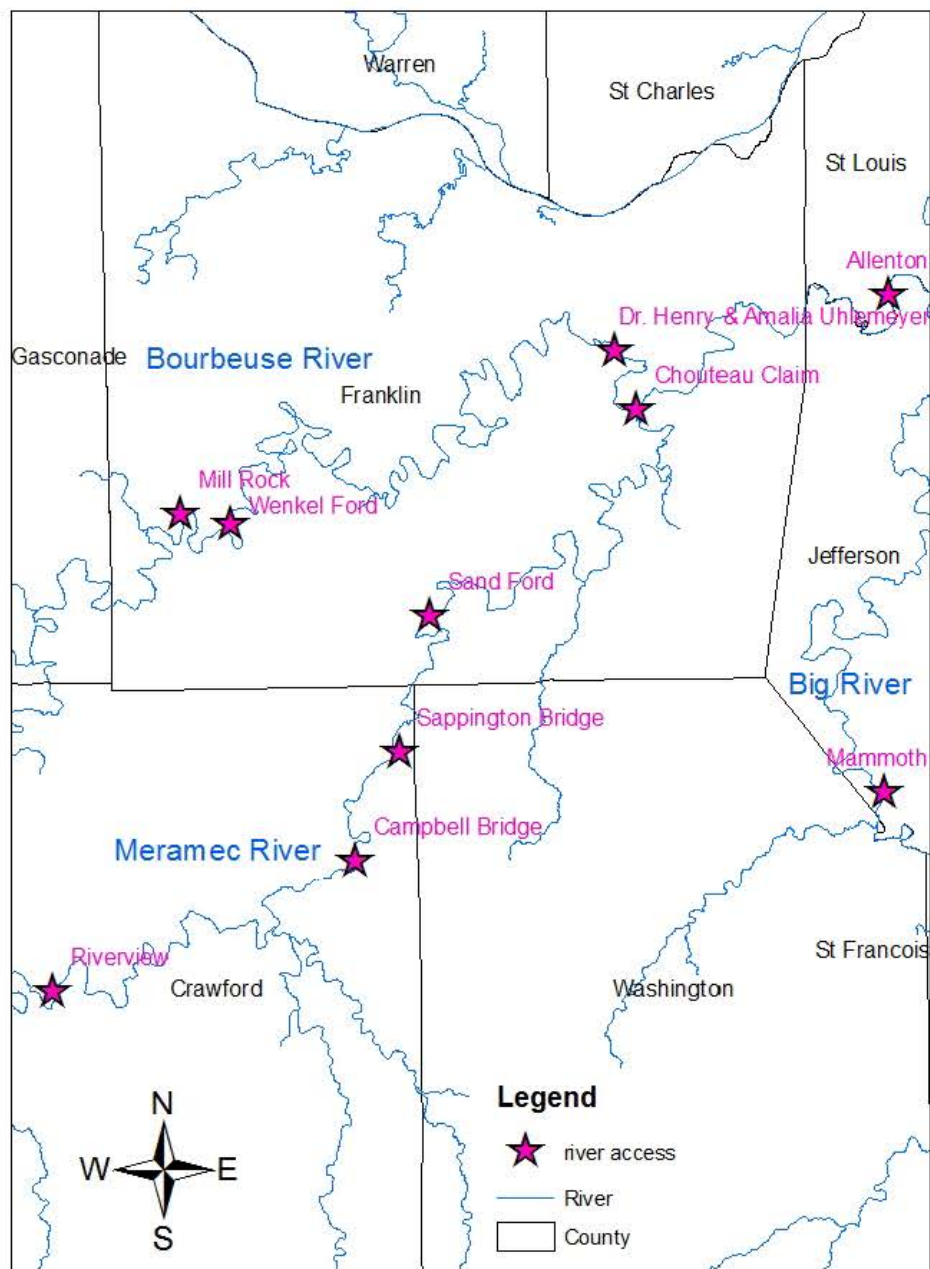 Warren
St Charles
St Louis
Allenton
Dr. Henry & Amalia Uhlemeyer
Gasconade
Bourbeuse River
Chouteau Claim
Franklin
Mill Rock
Wenkel Ford
Jefferson
Sand Ford
Big River
Sappington Bridge
Mammoth
Campbell Bridge
Meramec River
St Francois
Riverview
Crawford
Washington
Legend
N
W
E
S
river access
River
County